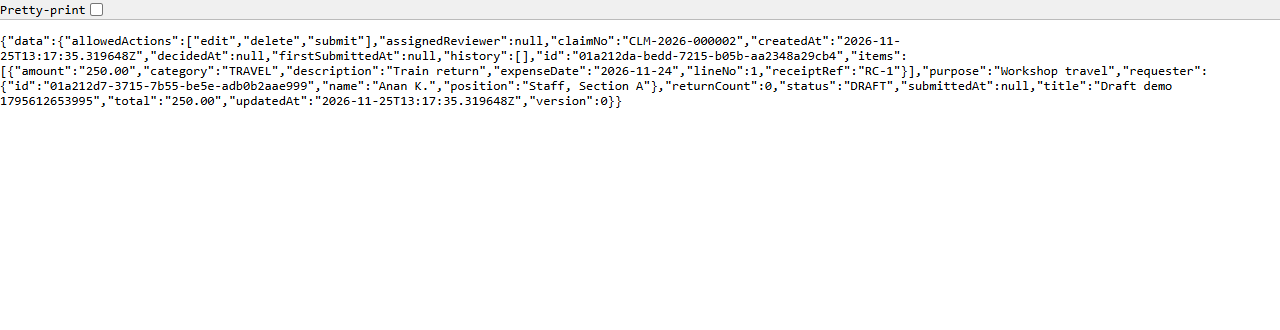 Pretty-print
{"data":{"allowedActions":["edit","delete","submit"],"assignedReviewer":null,"claimNo":"CLM-2026-000002","createdAt":"2026-11-
25T13:17:35.319648Z","decidedAt":null,"firstSubmittedAt":null,"history":[],"id":"01a212da-bedd-7215-b05b-aa2348a29cb4","items":
[{"amount":"250.00","category":"TRAVEL","description":"Train return","expenseDate":"2026-11-24","lineNo":1,"receiptRef":"RC-1"}],"purpose":"Workshop travel","requester":
{"id":"01a212d7-3715-7b55-be5e-adb0b2aae999","name":"Anan K.","position":"Staff, Section A"},"returnCount":0,"status":"DRAFT","submittedAt":null,"title":"Draft demo
1795612653995","total":"250.00","updatedAt":"2026-11-25T13:17:35.319648Z","version":0}}